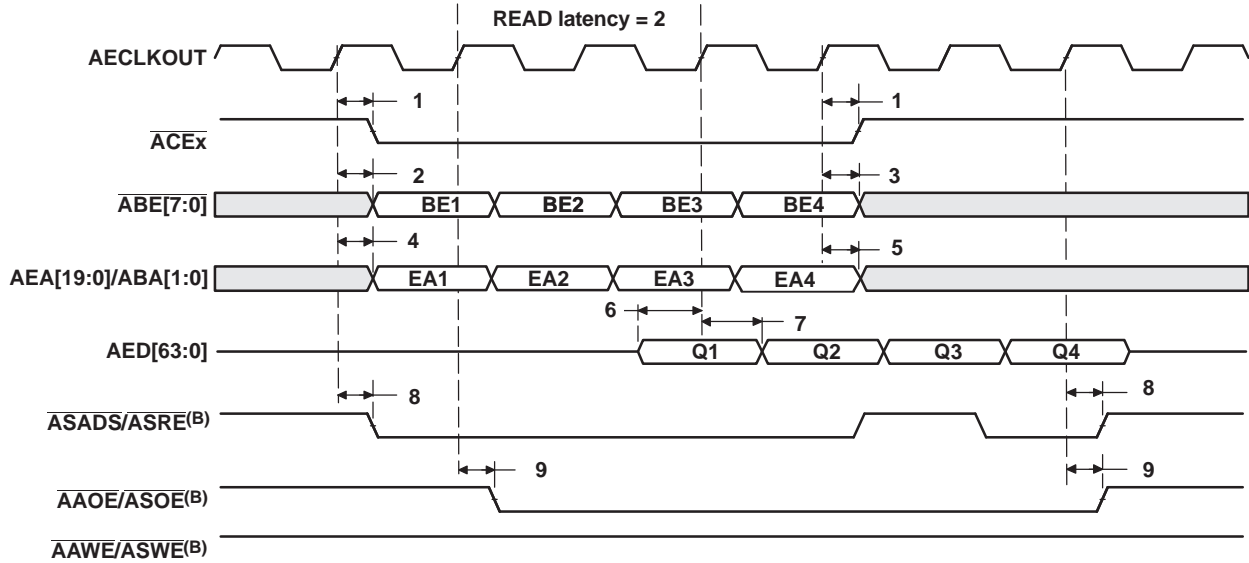 READ latency = 2
AECLKOUT
1 1
ACEx
2 3
ABE[7:0] BE1 BE2 BE3 BE4
4 5
AEA[19:0]/ABA[1:0] EA1 EA2 EA3 EA4
6 7
AED[63:0] Q1 Q2 Q3 Q4
8 8
ASADS/ASRE(B)
9 9
AAOE/ASOE(B)
AAWE/ASWE(B)